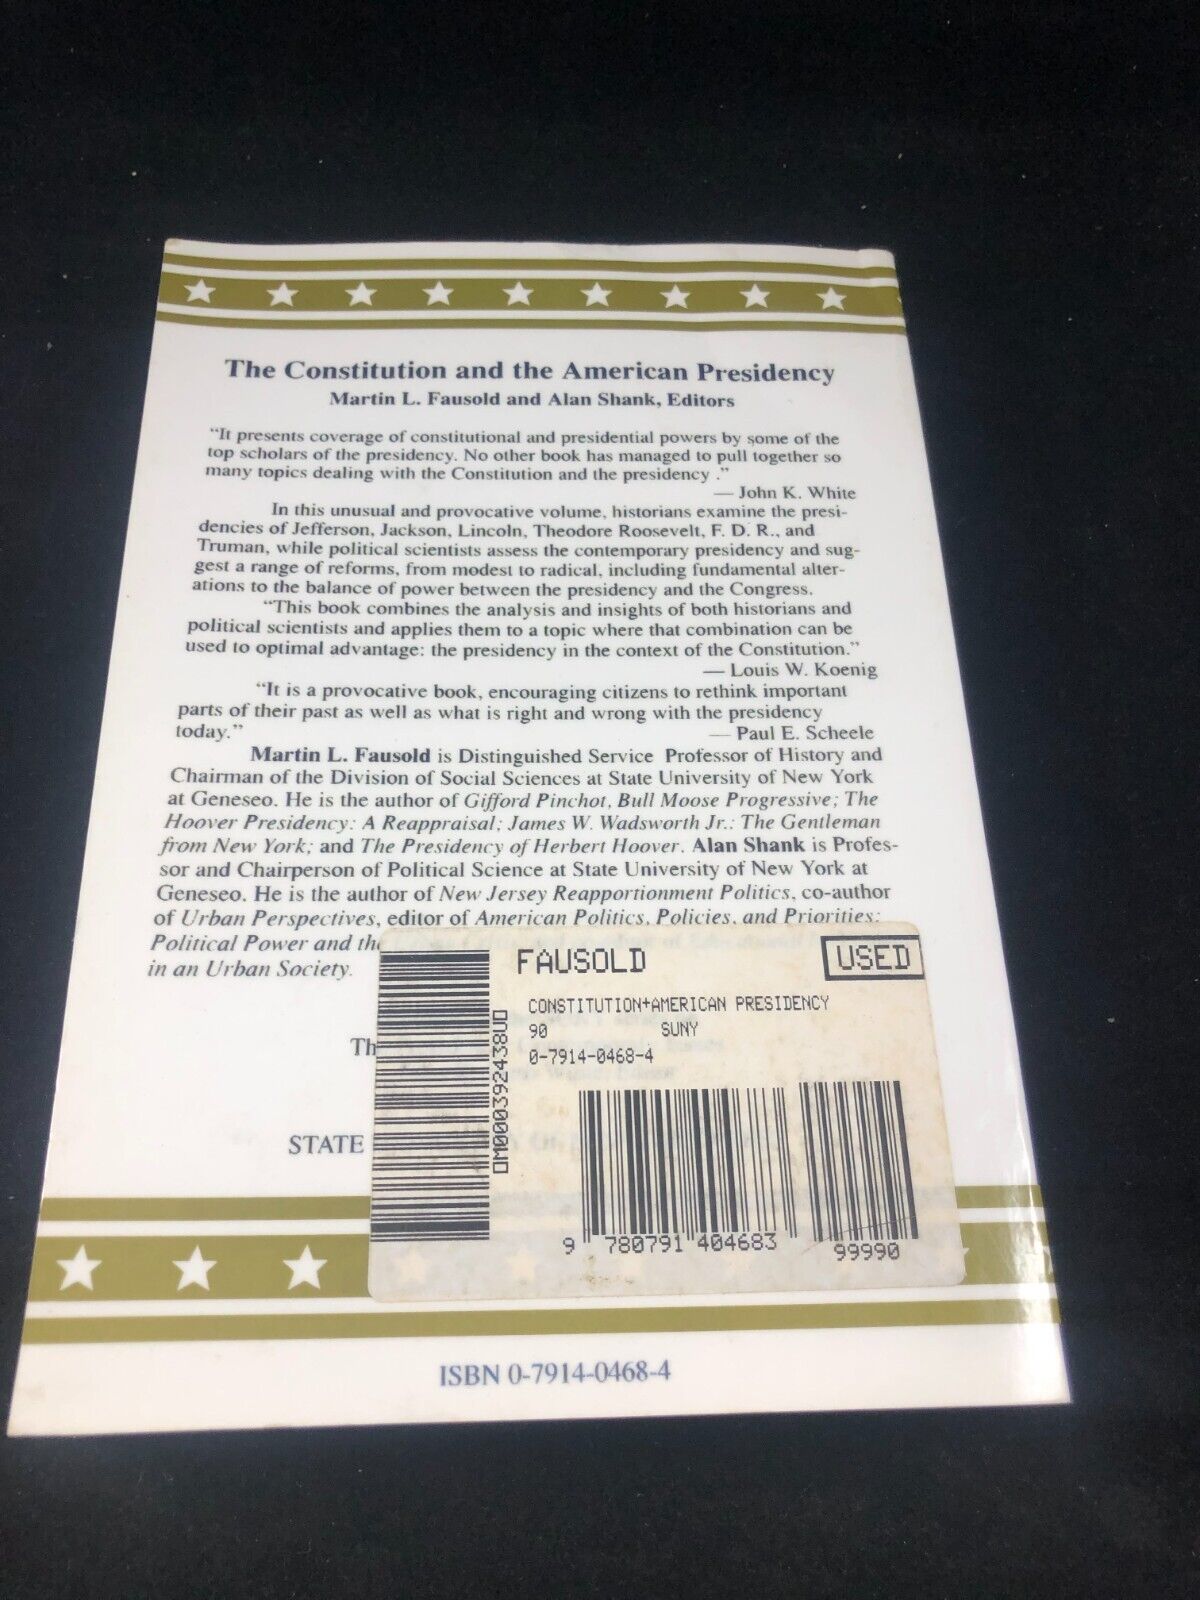 The Constitution and the American Presidency
Martin L. Fausold and Alan Shank, Editors
"It presents coverage of constitutional and presidential powers by some of the
top scholars of the presidency. No other book has managed to pull together so
many topics dealing with the Constitution and the presidency ."
— John K. White
In this unusual and provocative volume, historians examine the presi-
dencies of Jefferson, Jackson, Lincoln, Theodore Roosevelt, F. D. R., and
Truman, while political scientists assess the contemporary presidency and sug-
gest a range of reforms, from modest to radical, including fundamental alter-
ations to the balance of power between the presidency and the Congress.
"This book combines the analysis and insights of both historians and
political scientists and applies them to a topic where that combination can be
used to optimal advantage: the presidency in the context of the Constitution."
— Louis W. Koenig
"It is a provocative book, encouraging citizens to rethink important
parts of their past as well as what is right and wrong with the presidency
today."
— Paul E. Scheele
Martin L. Fausold is Distinguished Service Professor of History and
Chairman of the Division of Social Sciences at State University of New York
at Geneseo. He is the author of Gifford Pinchot, Bull Moose Progressive; The
Hoover Presidency: A Reappraisal; James W. Wadsworth Jr.: The Gentleman
from New York; and The Presidency of Herbert Hoover. Alan Shank is Profes-
sor and Chairperson of Political Science at State University of New York at
Geneseo. He is the author of New Jersey Reapportionment Politics, co-author
of Urban Perspectives, editor of American Politics, Policies, and Priorities;
Political Power and the
in an Urban Society.
STATE
FAUSOLD
USED
CONSTITUTION+AMERICAN PRESIDENCY
90 SUNY
0-7914-0468-4
OM000392438UO
9 780791 404683
99990
ISBN 0-7914-0468-4